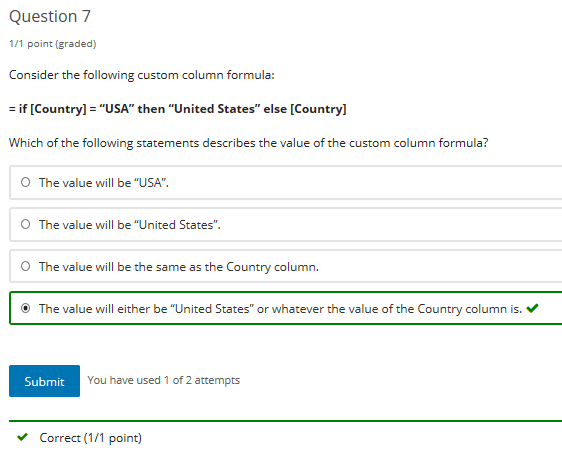 Question 7
1/1 point (graded)
Consider the following custom column formula:
= if [Country] = “USA” then “United States” else [Country]
Which of the following statements describes the value of the custom column formula?
The value will be “USA”.
The value will be “United States”.
The value will be the same as the Country column.
The value will either be “United States” or whatever the value of the Country column is.
Submit You have used 1 of 2 attempts
Correct (1/1 point)